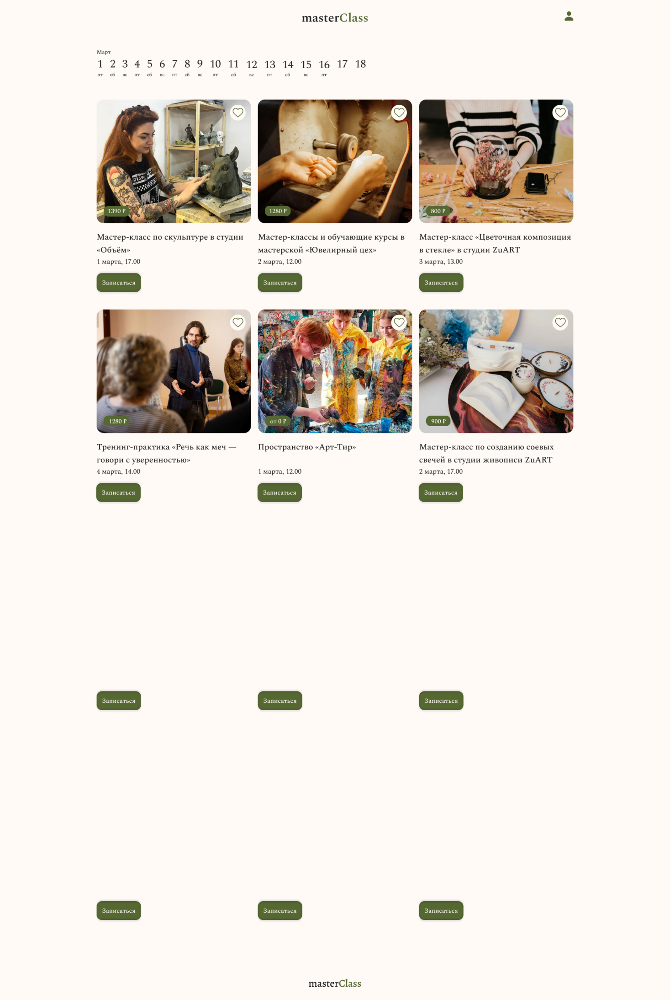 masterClass
Март
1 2 3 4 5 6 7 8 9 10 11 12 13 14 15 16 17 18
пт сб вс пт сб вс пт сб вс пт сб вс пт сб вс пт
1390 ₽
1280 ₽
800 ₽
Мастер-класс по скульптуре в студии
«Объём»
1 марта, 17.00
Записаться
Мастер-классы и обучающие курсы в
мастерской «Ювелирный цех»
2 марта, 12.00
Записаться
Мастер-класс «Цветочная композиция
в стекле» в студии ZuART
3 марта, 13.00
Записаться
1280 ₽
от 0 ₽
900 ₽
Тренинг-практика «Речь как меч —
говори с уверенностью»
4 марта, 14.00
Записаться
Пространство «Арт-Тир»
1 марта, 12.00
Записаться
Мастер-класс по созданию соевых
свечей в студии живописи ZuART
2 марта, 17.00
Записаться
Записаться
Записаться
Записаться
Записаться
Записаться
Записаться
masterClass